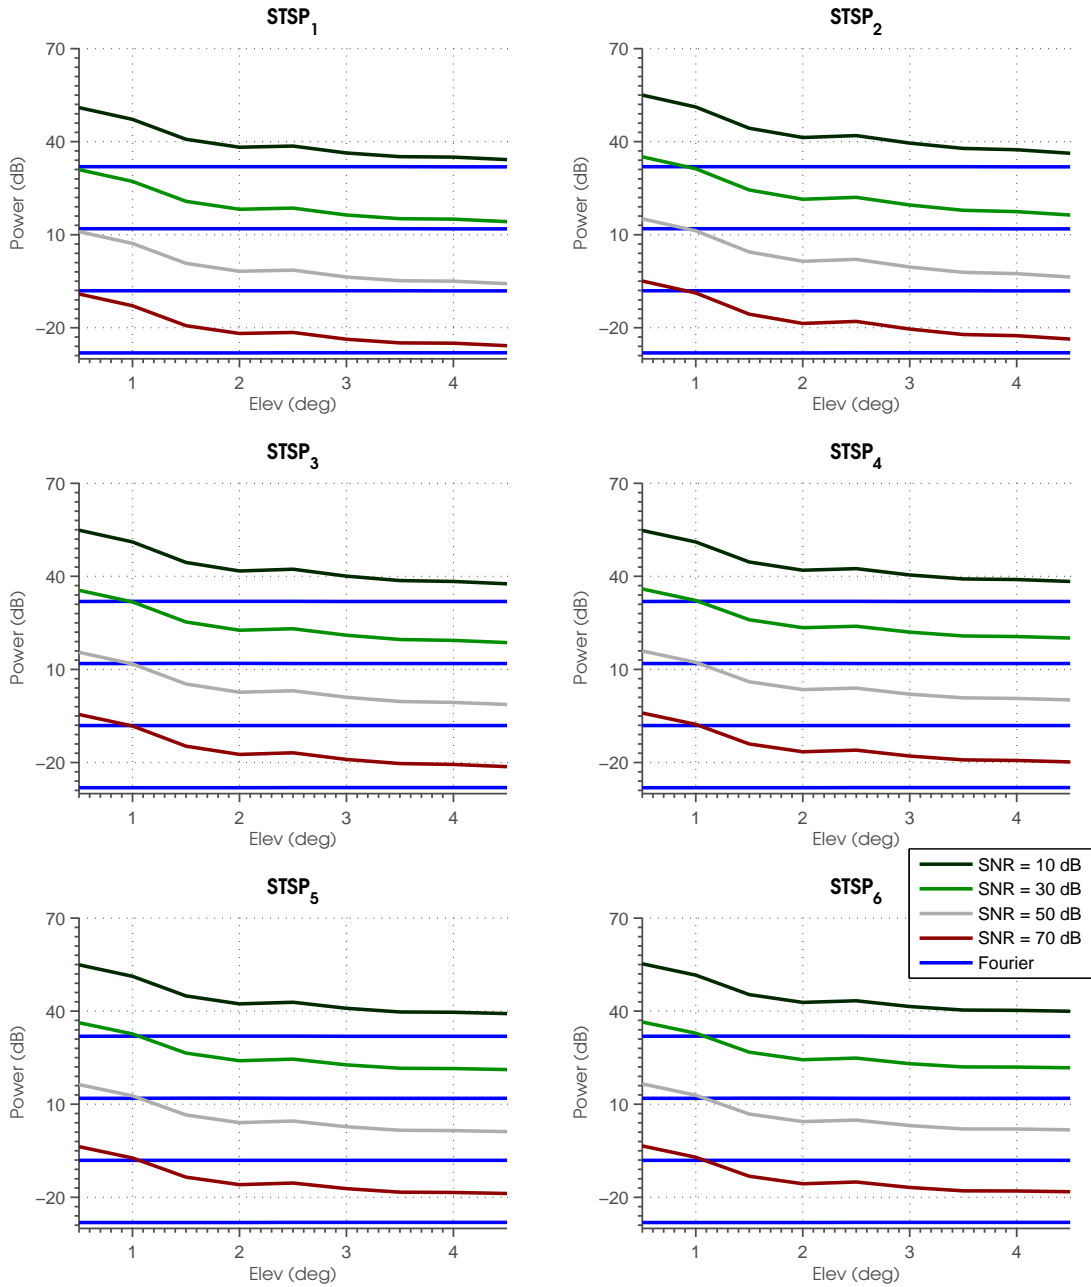 STSP1
70
40
10
−20
Power (dB)
1 2 3 4
Elev (deg)
STSP2
70
40
10
−20
Power (dB)
1 2 3 4
Elev (deg)
STSP3
70
40
10
−20
Power (dB)
1 2 3 4
Elev (deg)
STSP4
70
40
10
−20
Power (dB)
1 2 3 4
Elev (deg)
STSP5
70
40
10
−20
Power (dB)
1 2 3 4
Elev (deg)
STSP6
70
40
10
−20
Power (dB)
1 2 3 4
Elev (deg)
SNR = 10 dB
SNR = 30 dB
SNR = 50 dB
SNR = 70 dB
Fourier